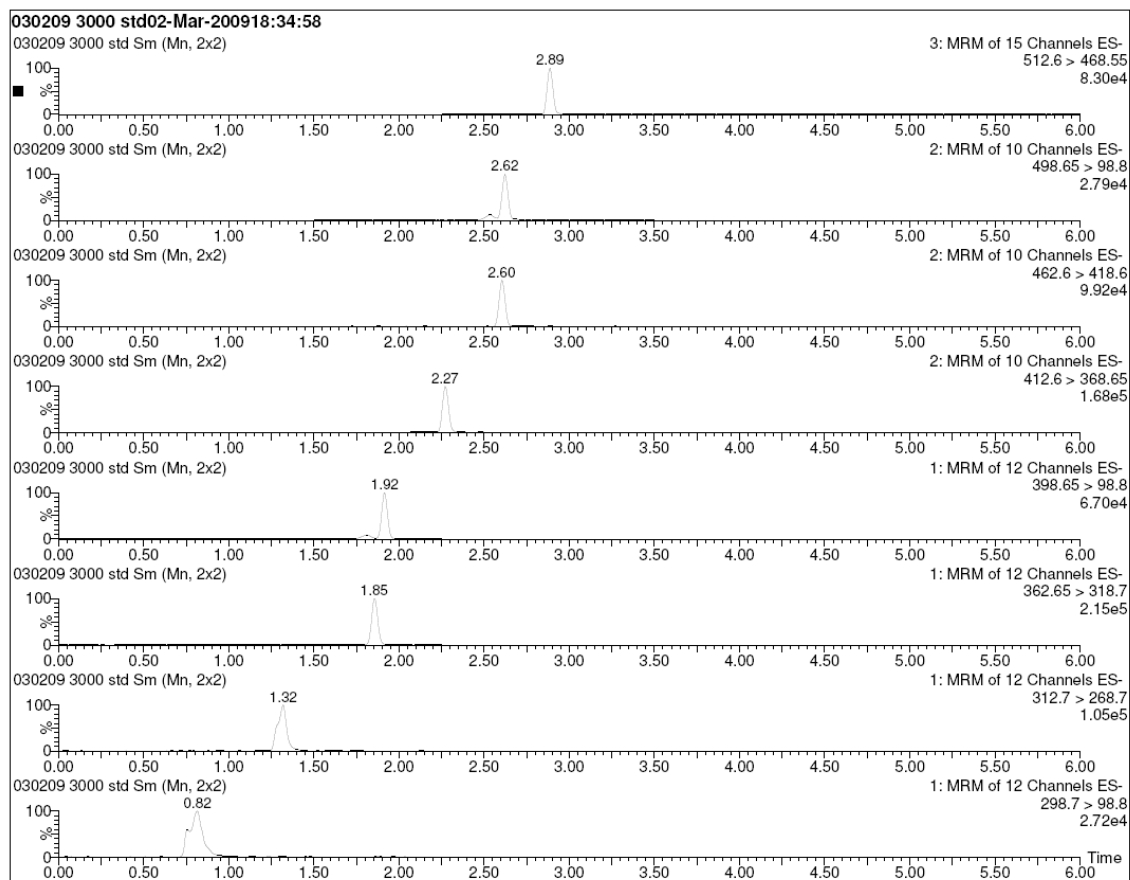 030209 3000 std02-Mar-200918:34:58
030209 3000 std Sm (Mn, 2x2) 3: MRM of 15 Channels ES-
512.6 > 468.55
8.30e4
2.89
100
%
0
0.00 0.50 1.00 1.50 2.00 2.50 3.00 3.50 4.00 4.50 5.00 5.50 6.00
030209 3000 std Sm (Mn, 2x2) 2: MRM of 10 Channels ES-
498.65 > 98.8
2.79e4
2.62
100
%
0
0.00 0.50 1.00 1.50 2.00 2.50 3.00 3.50 4.00 4.50 5.00 5.50 6.00
030209 3000 std Sm (Mn, 2x2) 2: MRM of 10 Channels ES-
462.6 > 418.6
9.92e4
2.60
100
%
0
0.00 0.50 1.00 1.50 2.00 2.50 3.00 3.50 4.00 4.50 5.00 5.50 6.00
030209 3000 std Sm (Mn, 2x2) 2: MRM of 10 Channels ES-
412.6 > 368.65
1.68e5
2.27
100
%
0
0.00 0.50 1.00 1.50 2.00 2.50 3.00 3.50 4.00 4.50 5.00 5.50 6.00
030209 3000 std Sm (Mn, 2x2) 1: MRM of 12 Channels ES-
398.65 > 98.8
6.70e4
1.92
100
%
0
0.00 0.50 1.00 1.50 2.00 2.50 3.00 3.50 4.00 4.50 5.00 5.50 6.00
030209 3000 std Sm (Mn, 2x2) 1: MRM of 12 Channels ES-
362.65 > 318.7
2.15e5
1.85
100
%
0
0.00 0.50 1.00 1.50 2.00 2.50 3.00 3.50 4.00 4.50 5.00 5.50 6.00
030209 3000 std Sm (Mn, 2x2) 1: MRM of 12 Channels ES-
312.7 > 268.7
1.05e5
1.32
100
%
0
0.00 0.50 1.00 1.50 2.00 2.50 3.00 3.50 4.00 4.50 5.00 5.50 6.00
030209 3000 std Sm (Mn, 2x2) 1: MRM of 12 Channels ES-
298.7 > 98.8
2.72e4
0.82
100
%
0
Time
0.00 0.50 1.00 1.50 2.00 2.50 3.00 3.50 4.00 4.50 5.00 5.50 6.00